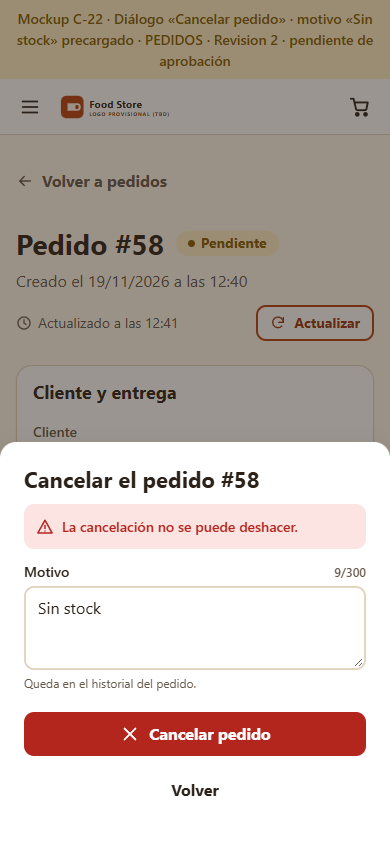 Mockup C-22 · Diálogo «Cancelar pedido» · motivo «Sin
stock» precargado · PEDIDOS · Revision 2 · pendiente de
aprobación
Food Store
LOGO PROVISIONAL (TBD)
Volver a pedidos
Pedido #58
Pendiente
Creado el 19/11/2026 a las 12:40
Actualizado a las 12:41
Actualizar
Cliente y entrega
Cliente
Cancelar el pedido #58
La cancelación no se puede deshacer.
Motivo
9/300
Sin stock
Queda en el historial del pedido.
Cancelar pedido
Volver